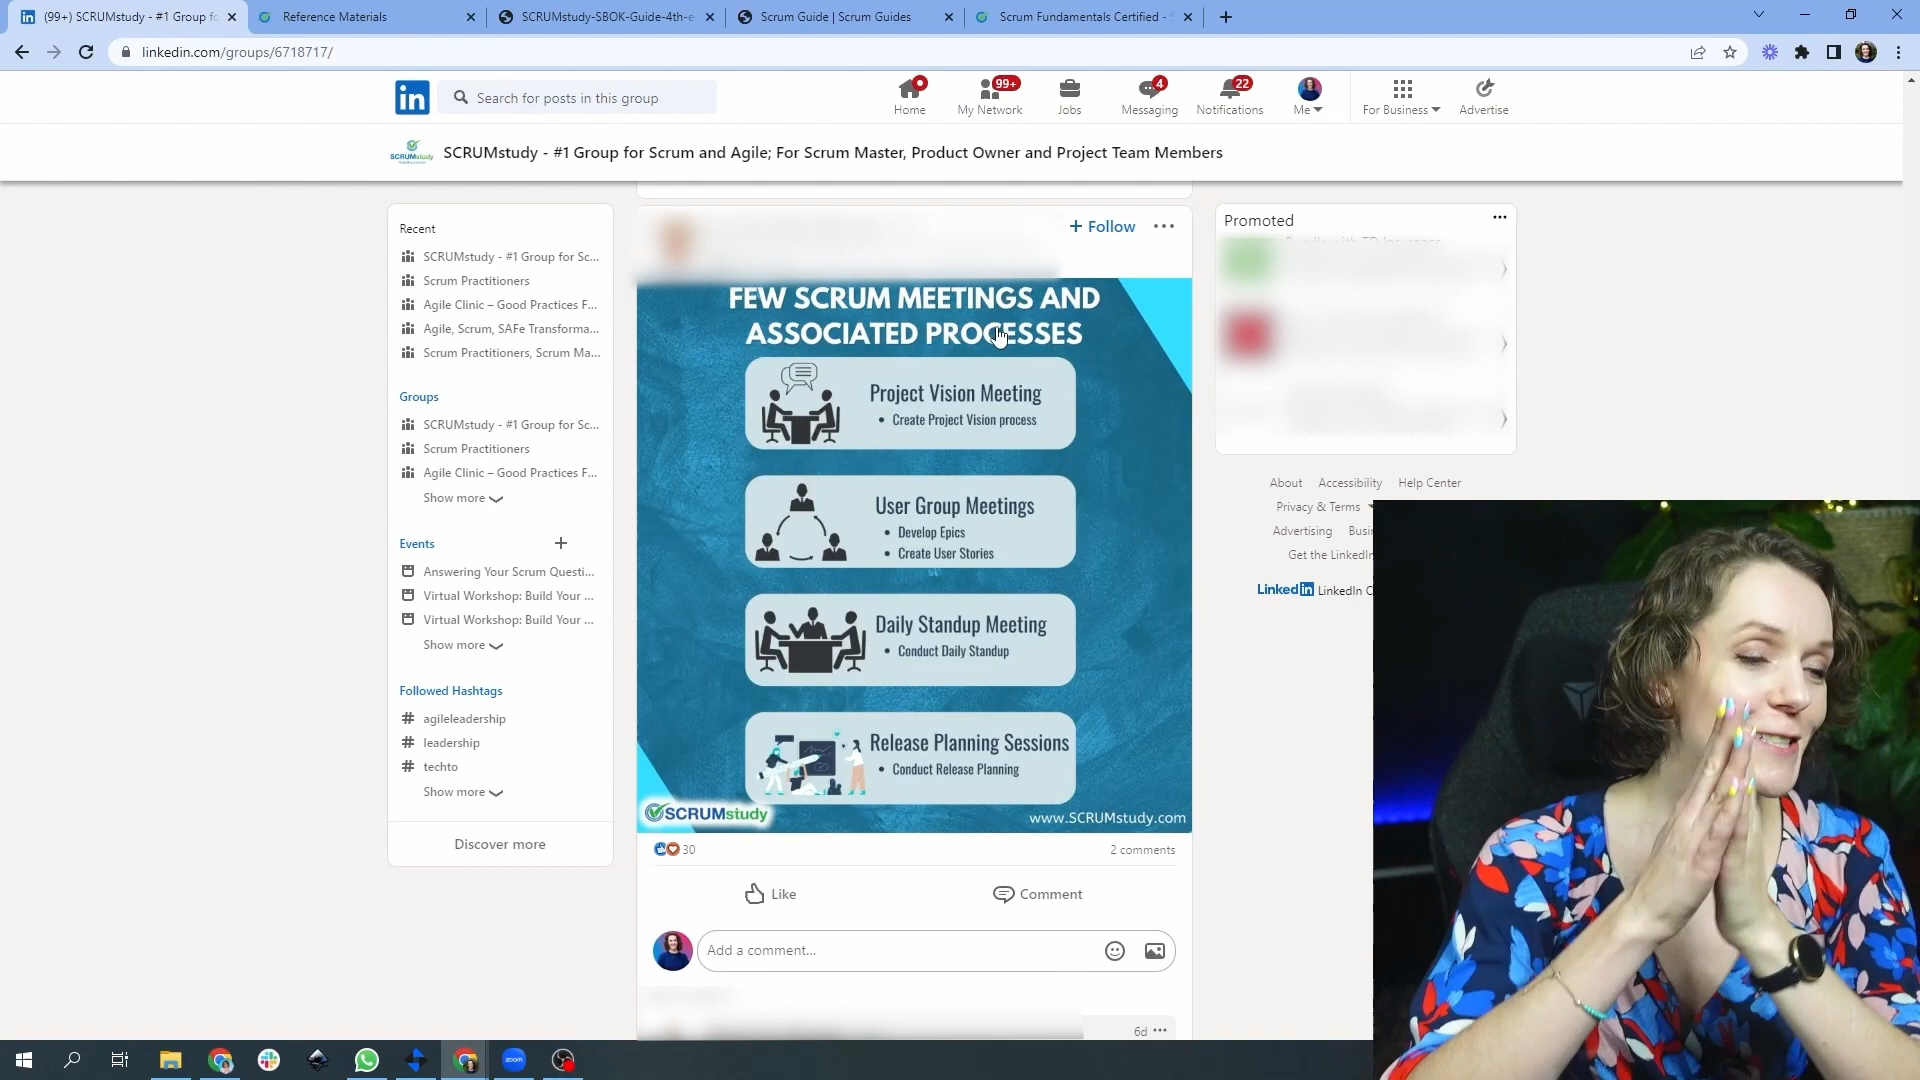 (99+) SCRUMstudy - #1 Group fo
Reference Materials
SCRUMstudy-SBOK-Guide-4th-e
Scrum Guide | Scrum Guides
Scrum Fundamentals Certified -
linkedin.com/groups/6718717/
in
Search for posts in this group
Home
99+
My Network
Jobs
4
Messaging
22
Notifications
Me
For Business
Advertise
SCRUMstudy
SCRUMstudy - #1 Group for Scrum and Agile; For Scrum Master, Product Owner and Project Team Members
Recent
SCRUMstudy - #1 Group for Sc...
Scrum Practitioners
Agile Clinic – Good Practices F...
Agile, Scrum, SAFe Transforma...
Scrum Practitioners, Scrum Ma...
Groups
SCRUMstudy - #1 Group for Sc...
Scrum Practitioners
Agile Clinic – Good Practices F...
Show more
Events
Answering Your Scrum Questi...
Virtual Workshop: Build Your ...
Virtual Workshop: Build Your ...
Show more
Followed Hashtags
# agileleadership
# leadership
# techto
Show more
Discover more
+ Follow
FEW SCRUM MEETINGS AND
ASSOCIATED PROCESSES
Project Vision Meeting
• Create Project Vision process
User Group Meetings
• Develop Epics
• Create User Stories
Daily Standup Meeting
• Conduct Daily Standup
Release Planning Sessions
• Conduct Release Planning
SCRUMstudy
www.SCRUMstudy.com
30
2 comments
Like
Comment
Add a comment...
6d
Promoted
About
Accessibility
Help Center
Privacy & Terms
Advertising
Busi
Get the LinkedIn
LinkedIn
LinkedIn C
zoom